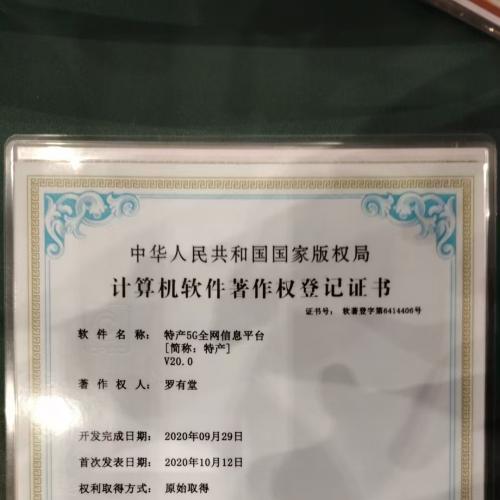 中华人民共和国国家版权局
计算机软件著作权登记证书
证书号： 软著登字第6414406号
软件名称： 特产5G全网信息平台
[简称：特产]
V20.0
著作权人： 罗有堂
开发完成日期： 2020年09月29日
首次发表日期： 2020年10月12日
权利取得方式： 原始取得